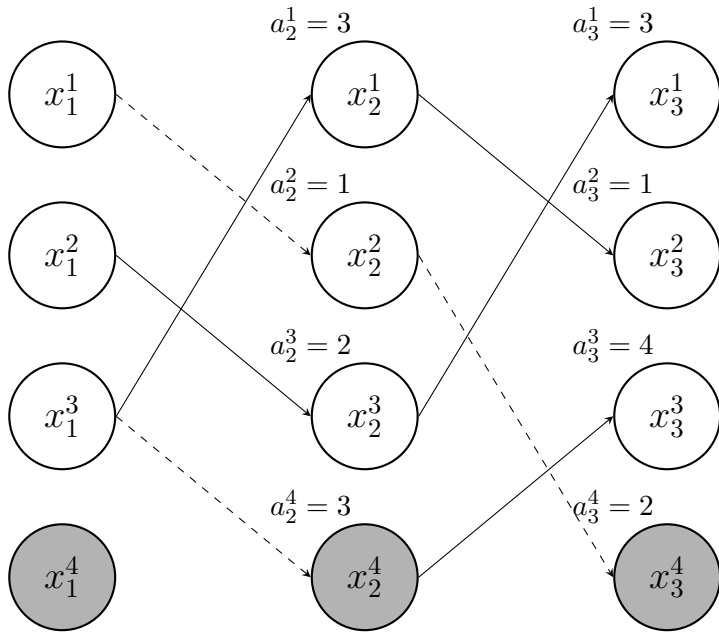 $a_2^1 = 3$ $a_3^1 = 3$
$x_1^1$ $x_2^1$ $x_3^1$
$a_2^2 = 1$ $a_3^2 = 1$
$x_1^2$ $x_2^2$ $x_3^2$
$a_2^3 = 2$ $a_3^3 = 4$
$x_1^3$ $x_2^3$ $x_3^3$
$a_2^4 = 3$ $a_3^4 = 2$
$x_1^4$ $x_2^4$ $x_3^4$